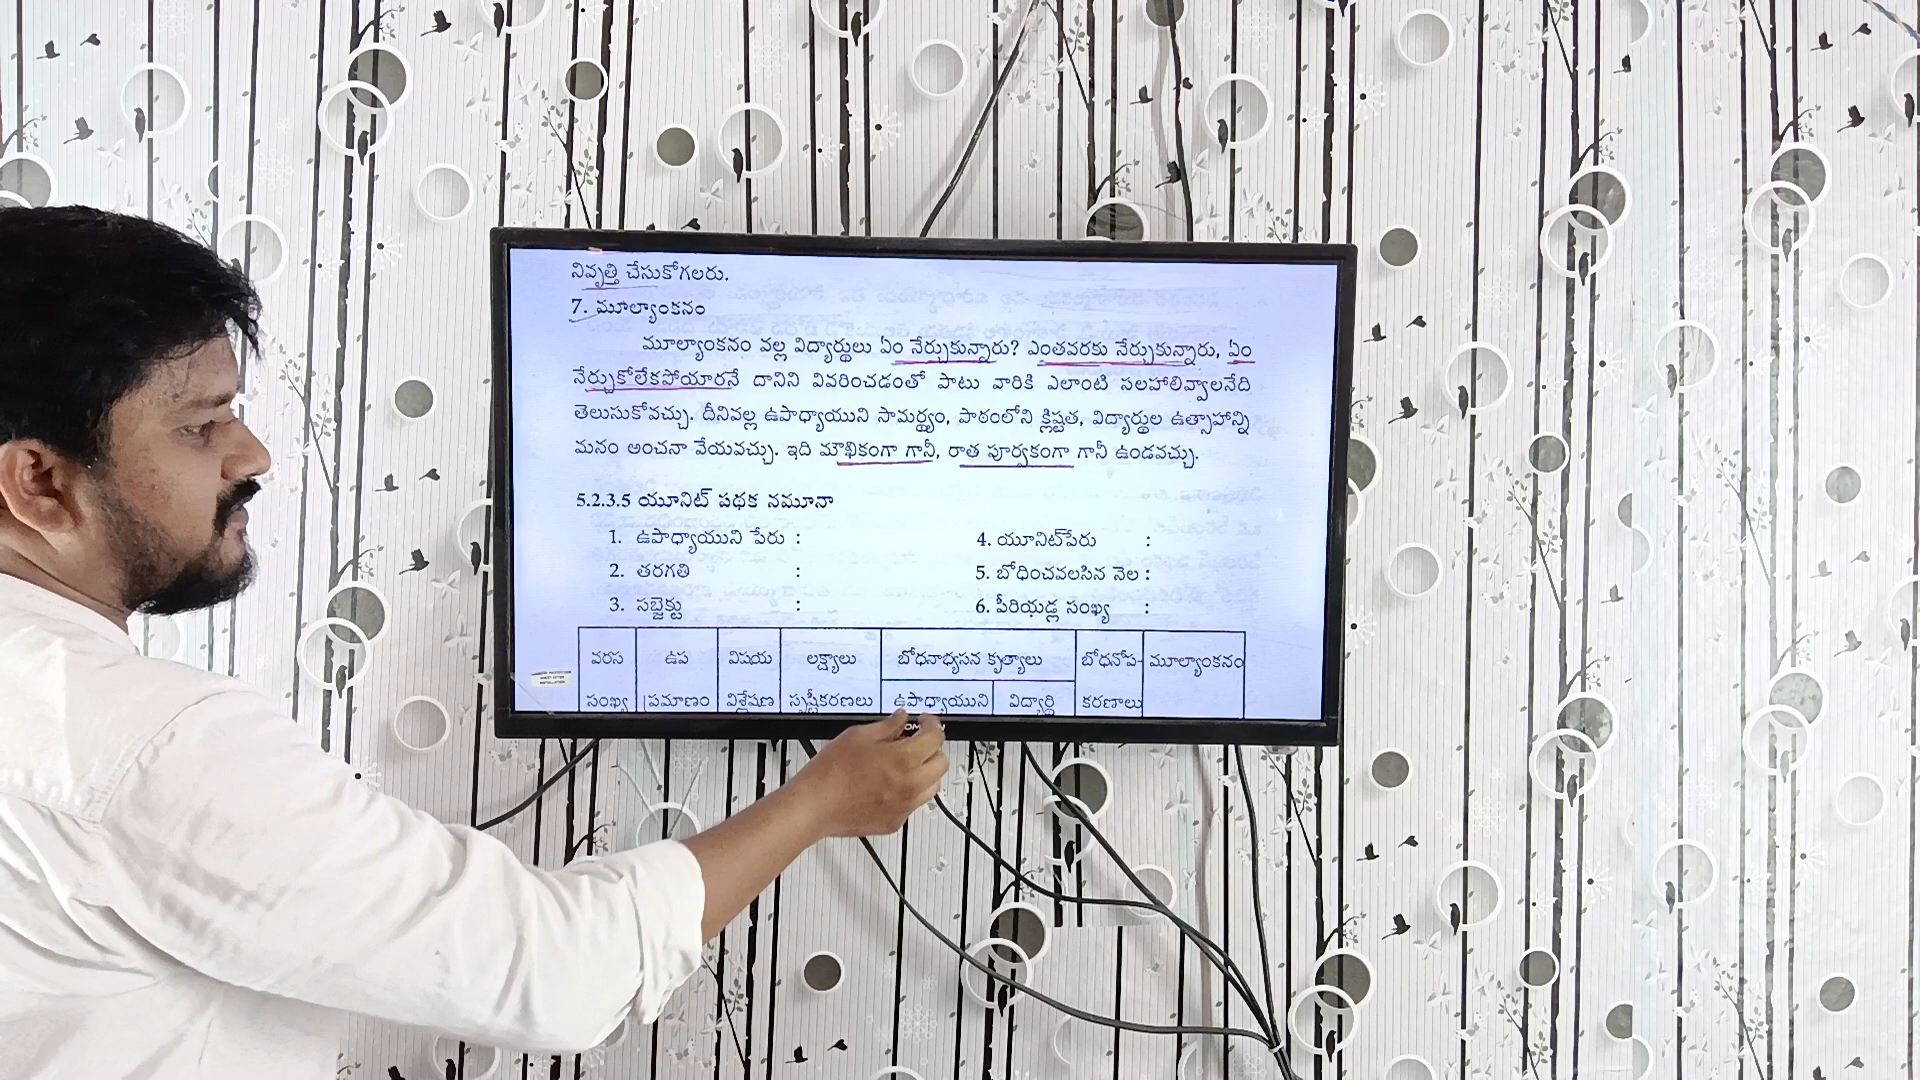 నివృత్తి చేసుకోగలరు.
7. మూల్యాంకనం
మూల్యాంకనం వల్ల విద్యార్థులు ఏం నేర్చుకున్నారు? ఎంతవరకు నేర్చుకున్నారు, ఏం
నేర్చుకోలేకపోయారనే దానిని వివరించడంతో పాటు వారికి ఎలాంటి సలహాలివ్వాలనేది
తెలుసుకోవచ్చు. దీనివల్ల ఉపాధ్యాయుని సామర్థ్యం, పాఠంలోని క్లిష్టత, విద్యార్థుల ఉత్సాహాన్ని
మనం అంచనా వేయవచ్చు. ఇది మౌఖికంగా గానీ, రాత పూర్వకంగా గానీ ఉండవచ్చు.
5.2.3.5 యూనిట్ పథక నమూనా
1. ఉపాధ్యాయుని పేరు : 4. యూనిట్‌పేరు :
2. తరగతి : 5. బోధించవలసిన నెల :
3. సబ్జెక్టు : 6. పీరియడ్ల సంఖ్య :
వరస ఉప విషయ లక్ష్యాలు బోధనాభ్యసన కృత్యాలు బోధనోప- మూల్యాంకనం
సంఖ్య ప్రమాణం విశ్లేషణ స్పష్టీకరణలు ఉపాధ్యాయుని విద్యార్థి కరణాలు